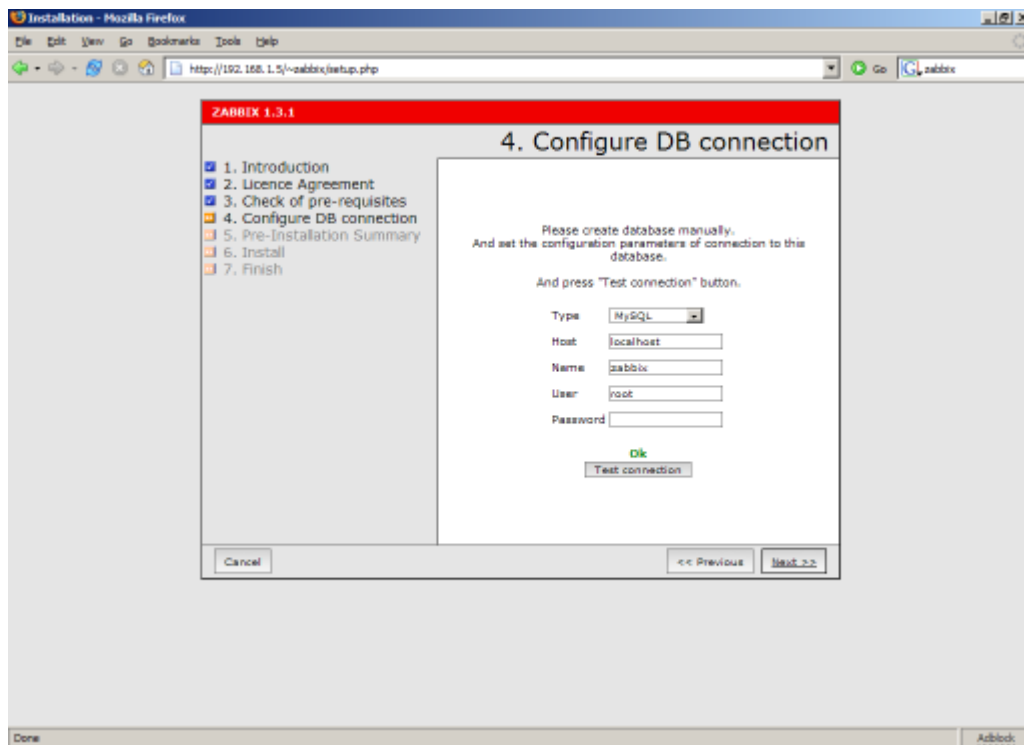 Installation - Mozilla Firefox
File Edit View Go Bookmarks Tools Help
http://192.168.1.5/~zabbix/setup.php Go zabbix
ZABBIX 1.3.1
4. Configure DB connection
1. Introduction
2. Licence Agreement
3. Check of pre-requisites
4. Configure DB connection
5. Pre-Installation Summary
6. Install
7. Finish
Please create database manually.
And set the configuration parameters of connection to this
database.
And press "Test connection" button.
Type MySQL
Host localhost
Name zabbix
User root
Password
Ok
Test connection
Cancel << Previous Next >>
Done Adblock